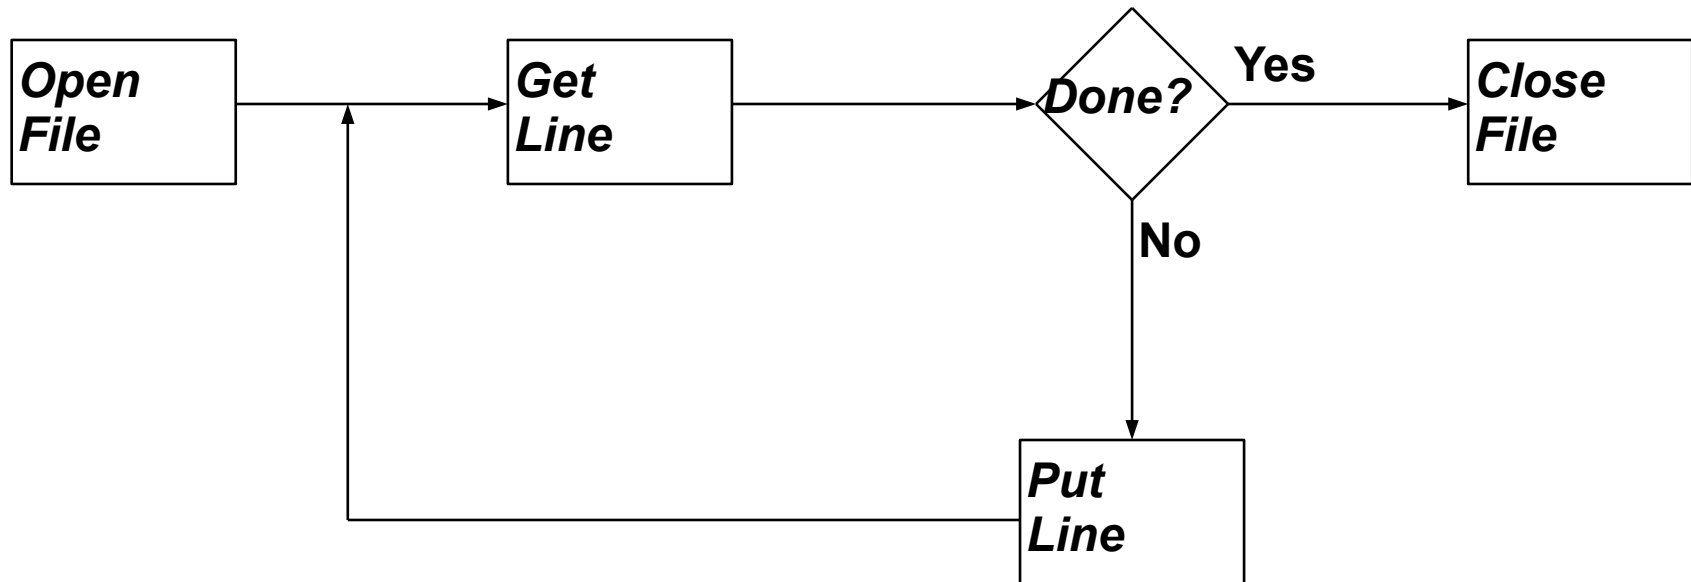 Open
File
Get
Line
Done?
Yes
Close
File
No
Put
Line